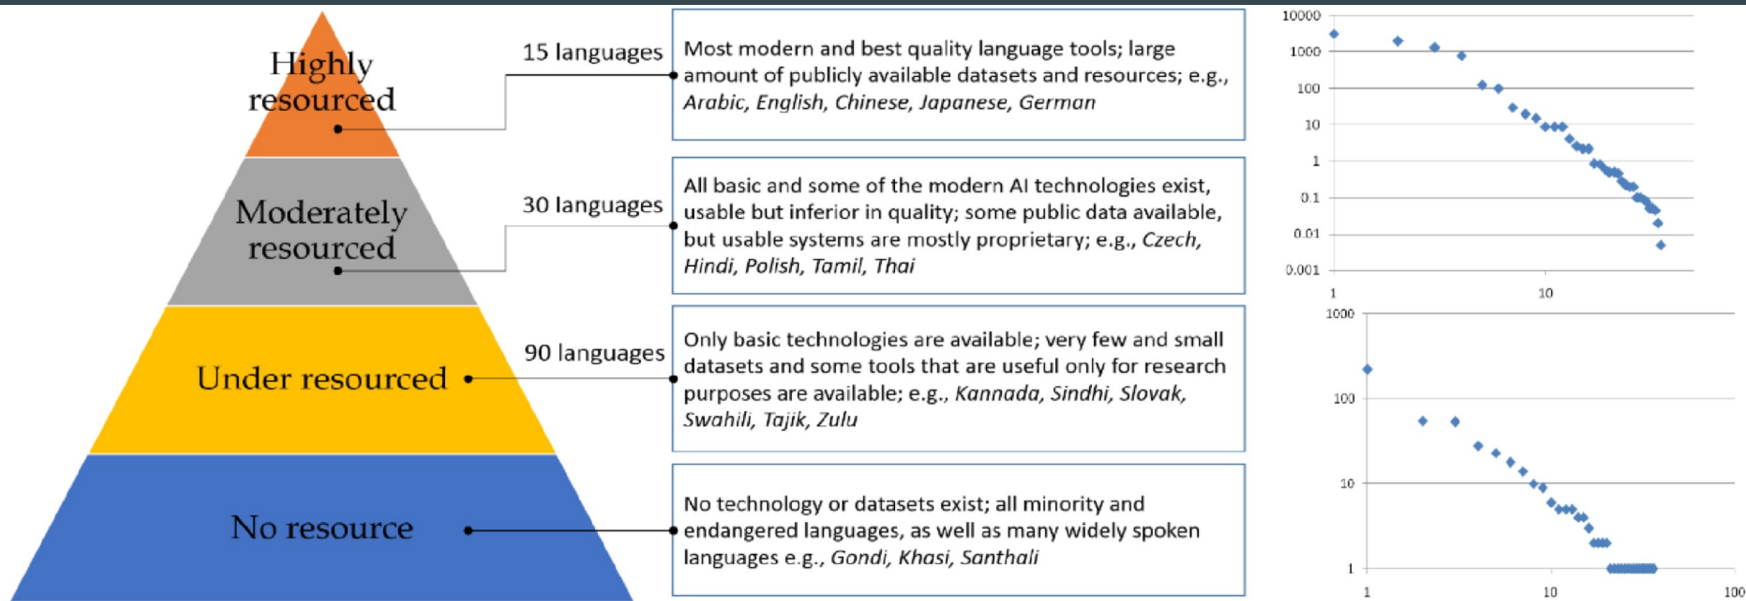 Highly
resourced
15 languages
Most modern and best quality language tools; large
amount of publicly available datasets and resources; e.g.,
Arabic, English, Chinese, Japanese, German
Moderately
resourced
30 languages
All basic and some of the modern AI technologies exist,
usable but inferior in quality; some public data available,
but usable systems are mostly proprietary; e.g., Czech,
Hindi, Polish, Tamil, Thai
Under resourced
90 languages
Only basic technologies are available; very few and small
datasets and some tools that are useful only for research
purposes are available; e.g., Kannada, Sindhi, Slovak,
Swahili, Tajik, Zulu
No resource
No technology or datasets exist; all minority and
endangered languages, as well as many widely spoken
languages e.g., Gondi, Khasi, Santhali
10000
1000
100
10
1
0.1
0.01
0.001
1 10
1000
100
10
1
1 10 100